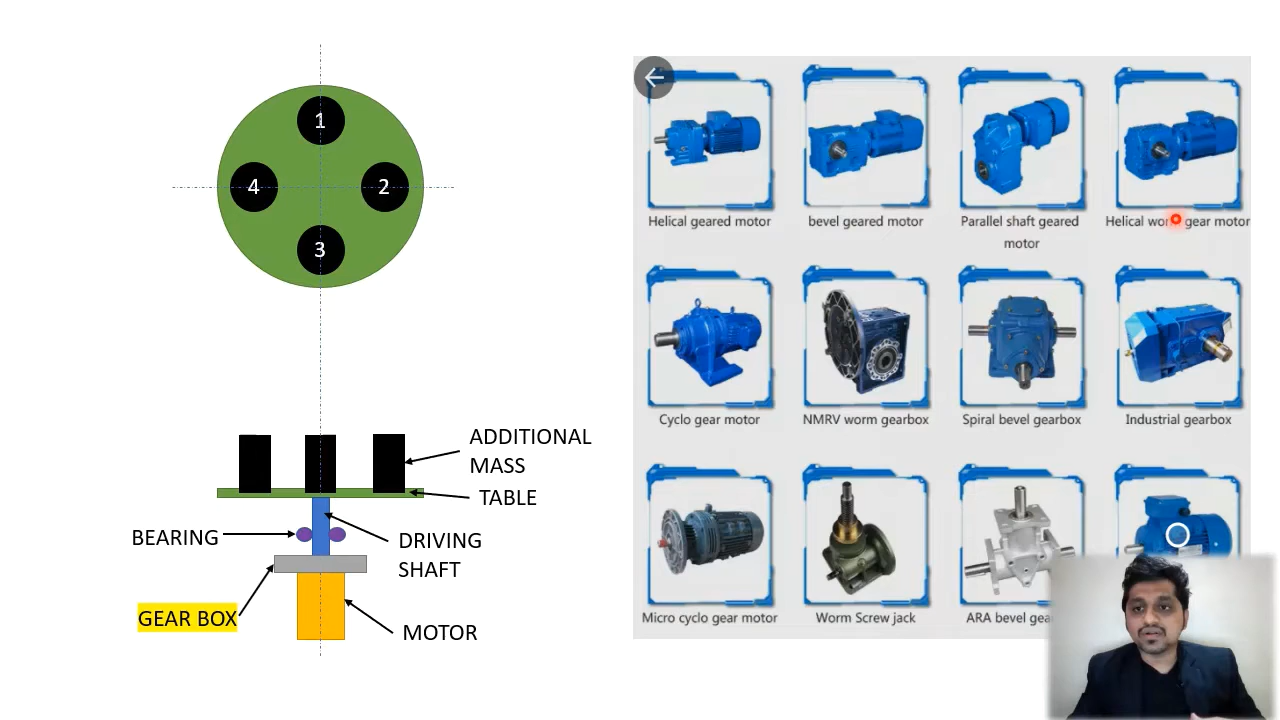 1
4
2
3
ADDITIONAL
MASS
TABLE
BEARING
DRIVING
SHAFT
GEAR BOX
MOTOR
Helical geared motor
bevel geared motor
Parallel shaft geared
motor
Helical worm gear motor
Cyclo gear motor
NMRV worm gearbox
Spiral bevel gearbox
Industrial gearbox
Micro cyclo gear motor
Worm Screw jack
ARA bevel